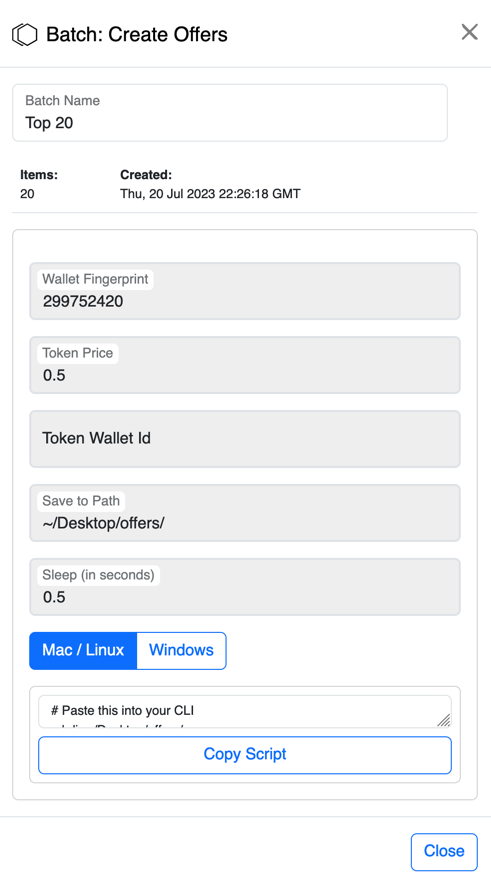 Batch: Create Offers
Batch Name
Top 20
Items: Created:
20 Thu, 20 Jul 2023 22:26:18 GMT
Wallet Fingerprint
299752420
Token Price
0.5
Token Wallet Id
Save to Path
~/Desktop/offers/
Sleep (in seconds)
0.5
Mac / Linux Windows
# Paste this into your CLI
Copy Script
Close